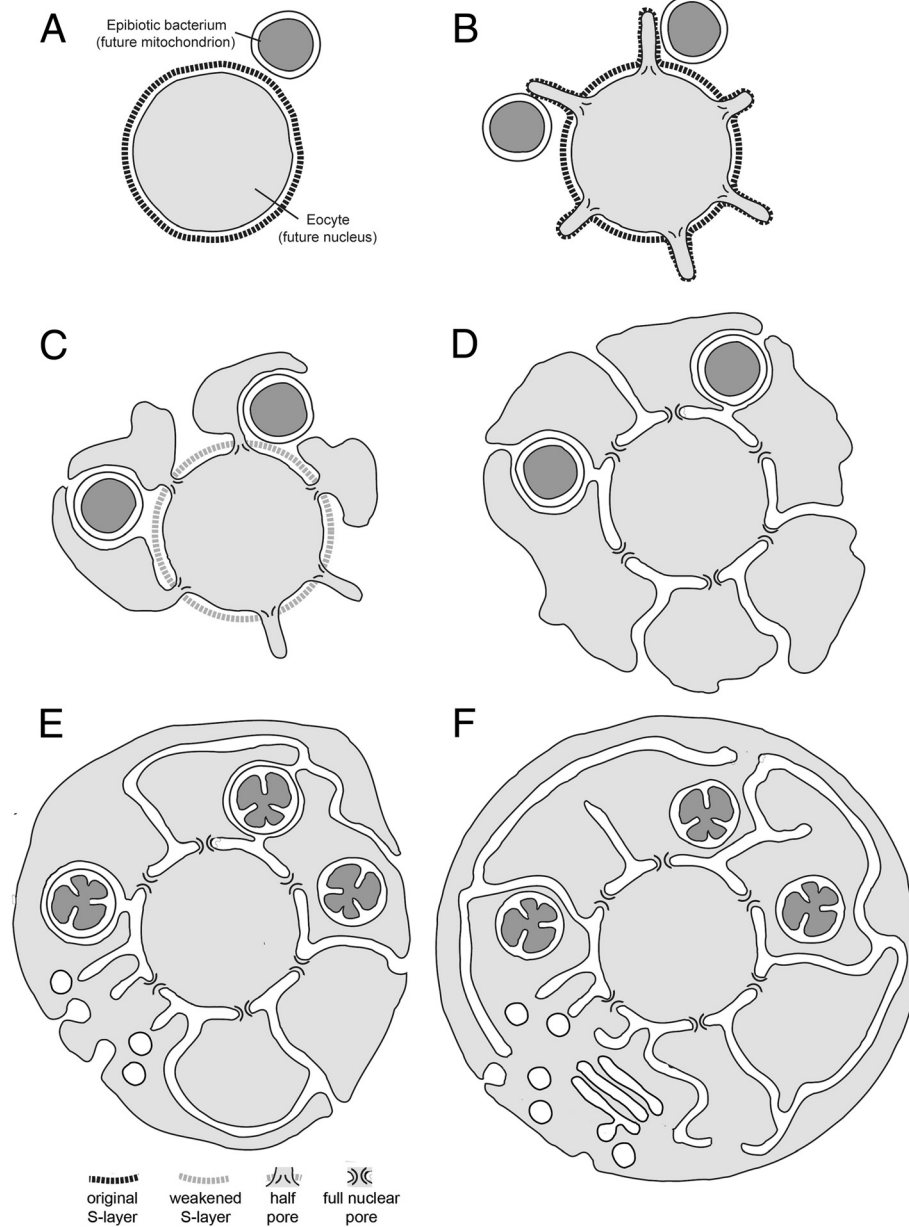 A
Epibiotic bacterium
(future mitochondrion)
Eocyte
(future nucleus)
B
C
D
E
F
original
S-layer
weakened
S-layer
half
pore
full nuclear
pore